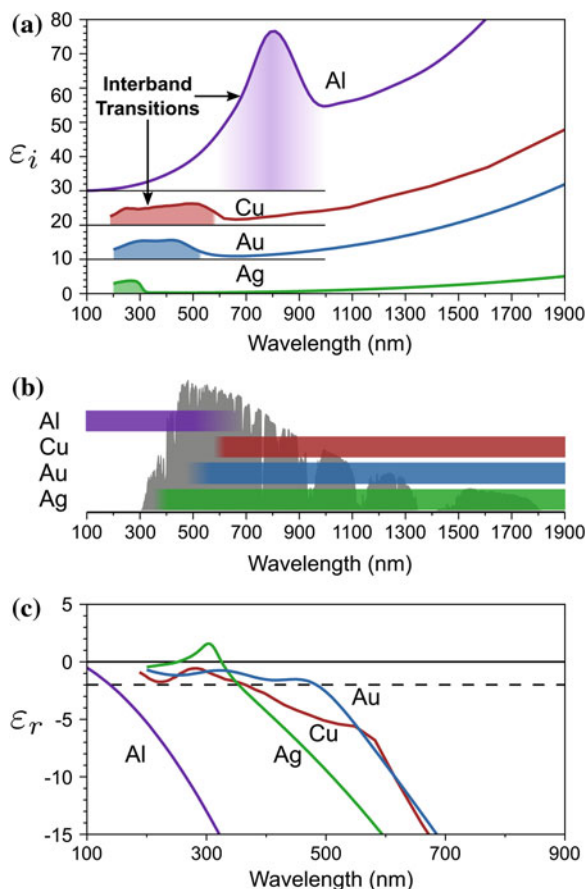 (a)
80
70
60
50
40
30
20
10
0
εi
Interband
Transitions
Al
Cu
Au
Ag
100 300 500 700 900 1100 1300 1500 1700 1900
Wavelength (nm)
(b)
Al
Cu
Au
Ag
100 300 500 700 900 1100 1300 1500 1700 1900
Wavelength (nm)
(c)
5
0
-5
-10
-15
εr
Al
Ag
Cu
Au
100 300 500 700 900
Wavelength (nm)